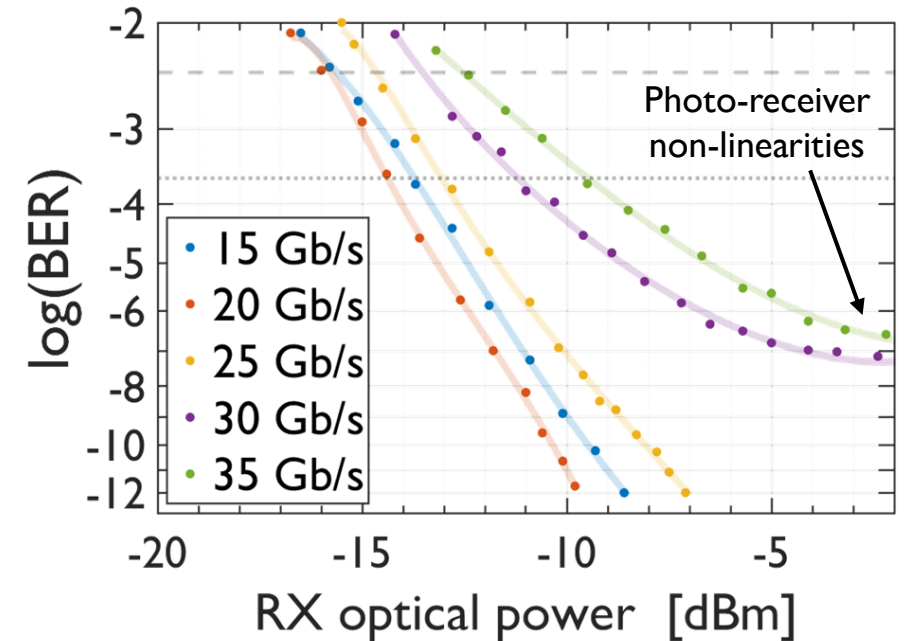 -2
-3
-4
-5
-6
-8
-10
-12
log(BER)
Photo-receiver
non-linearities
15 Gb/s
20 Gb/s
25 Gb/s
30 Gb/s
35 Gb/s
-20 -15 -10 -5
RX optical power [dBm]